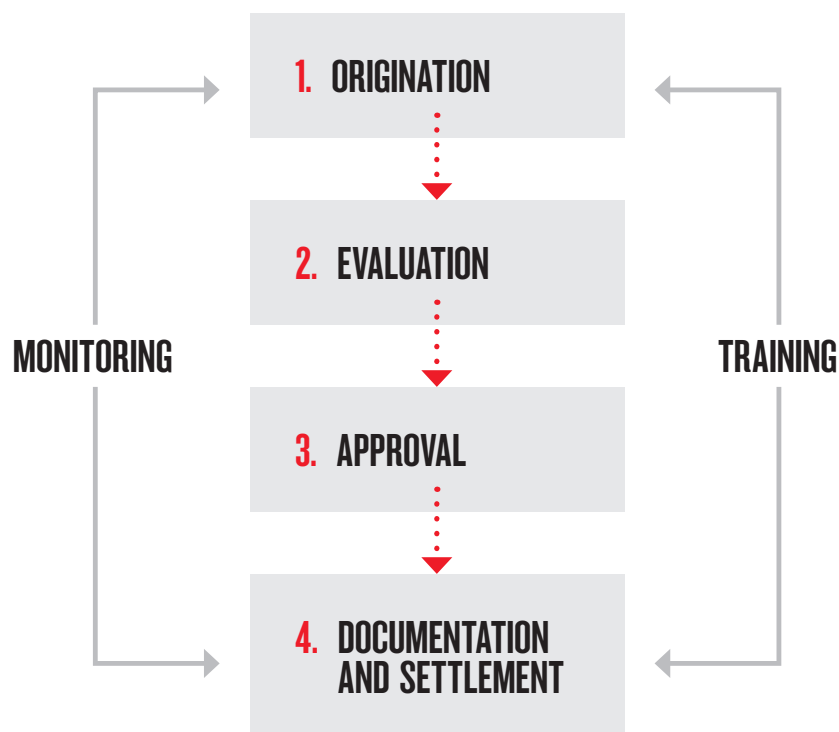 1. ORIGINATION
2. EVALUATION
MONITORING
TRAINING
3. APPROVAL
4. DOCUMENTATION
AND SETTLEMENT